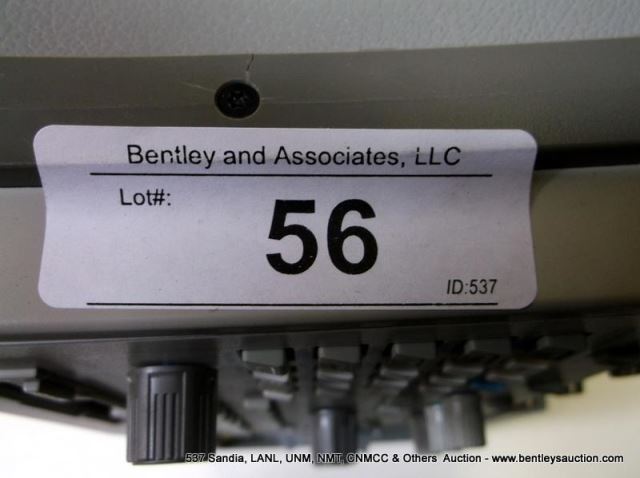 Bentley and Associates, LLC
Lot#:
56
ID:537
537 Sandia, LANL, UNM, NMT, CNMCC & Others Auction - www.bentleysauction.com